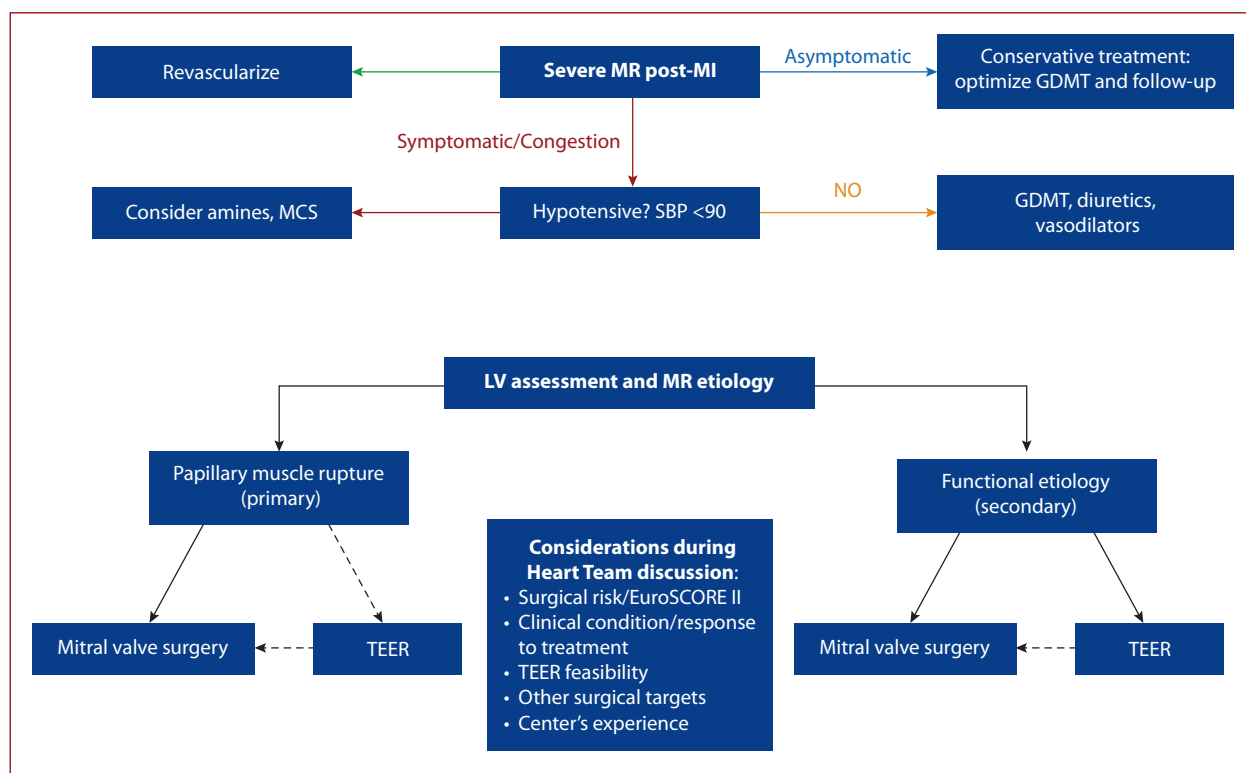 Revascularize
Severe MR post-MI
Asymptomatic
Conservative treatment:
optimize GDMT and follow-up
Symptomatic/Congestion
Consider amines, MCS
Hypotensive? SBP <90
NO
GDMT, diuretics,
vasodilators
LV assessment and MR etiology
Papillary muscle rupture
(primary)
Functional etiology
(secondary)
Considerations during
Heart Team discussion:
• Surgical risk/EuroSCORE II
• Clinical condition/response
to treatment
• TEER feasibility
• Other surgical targets
• Center's experience
Mitral valve surgery
TEER
Mitral valve surgery
TEER